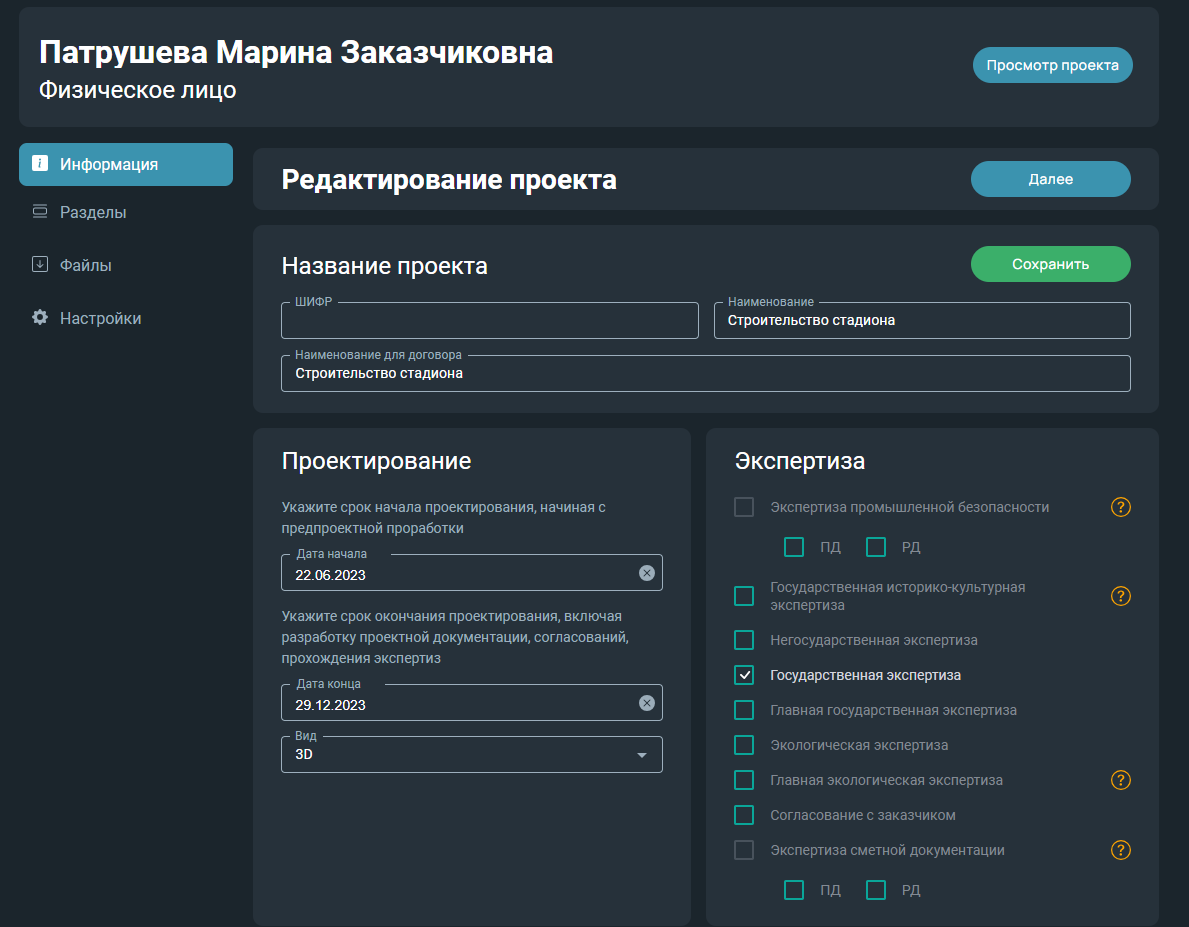 Патрушева Марина Заказчиковна
Физическое лицо
Просмотр проекта
Информация
Разделы
Файлы
Настройки
Редактирование проекта
Далее
Название проекта
Сохранить
ШИФР
Наименование
Строительство стадиона
Наименование для договора
Строительство стадиона
Проектирование
Укажите срок начала проектирования, начиная с
предпроектной проработки
Дата начала
22.06.2023
Укажите срок окончания проектирования, включая
разработку проектной документации, согласований,
прохождения экспертиз
Дата конца
29.12.2023
Вид
3D
Экспертиза
Экспертиза промышленной безопасности
?
ПД
РД
Государственная историко-культурная
экспертиза
?
Негосударственная экспертиза
Государственная экспертиза
Главная государственная экспертиза
Экологическая экспертиза
Главная экологическая экспертиза
?
Согласование с заказчиком
Экспертиза сметной документации
?
ПД
РД